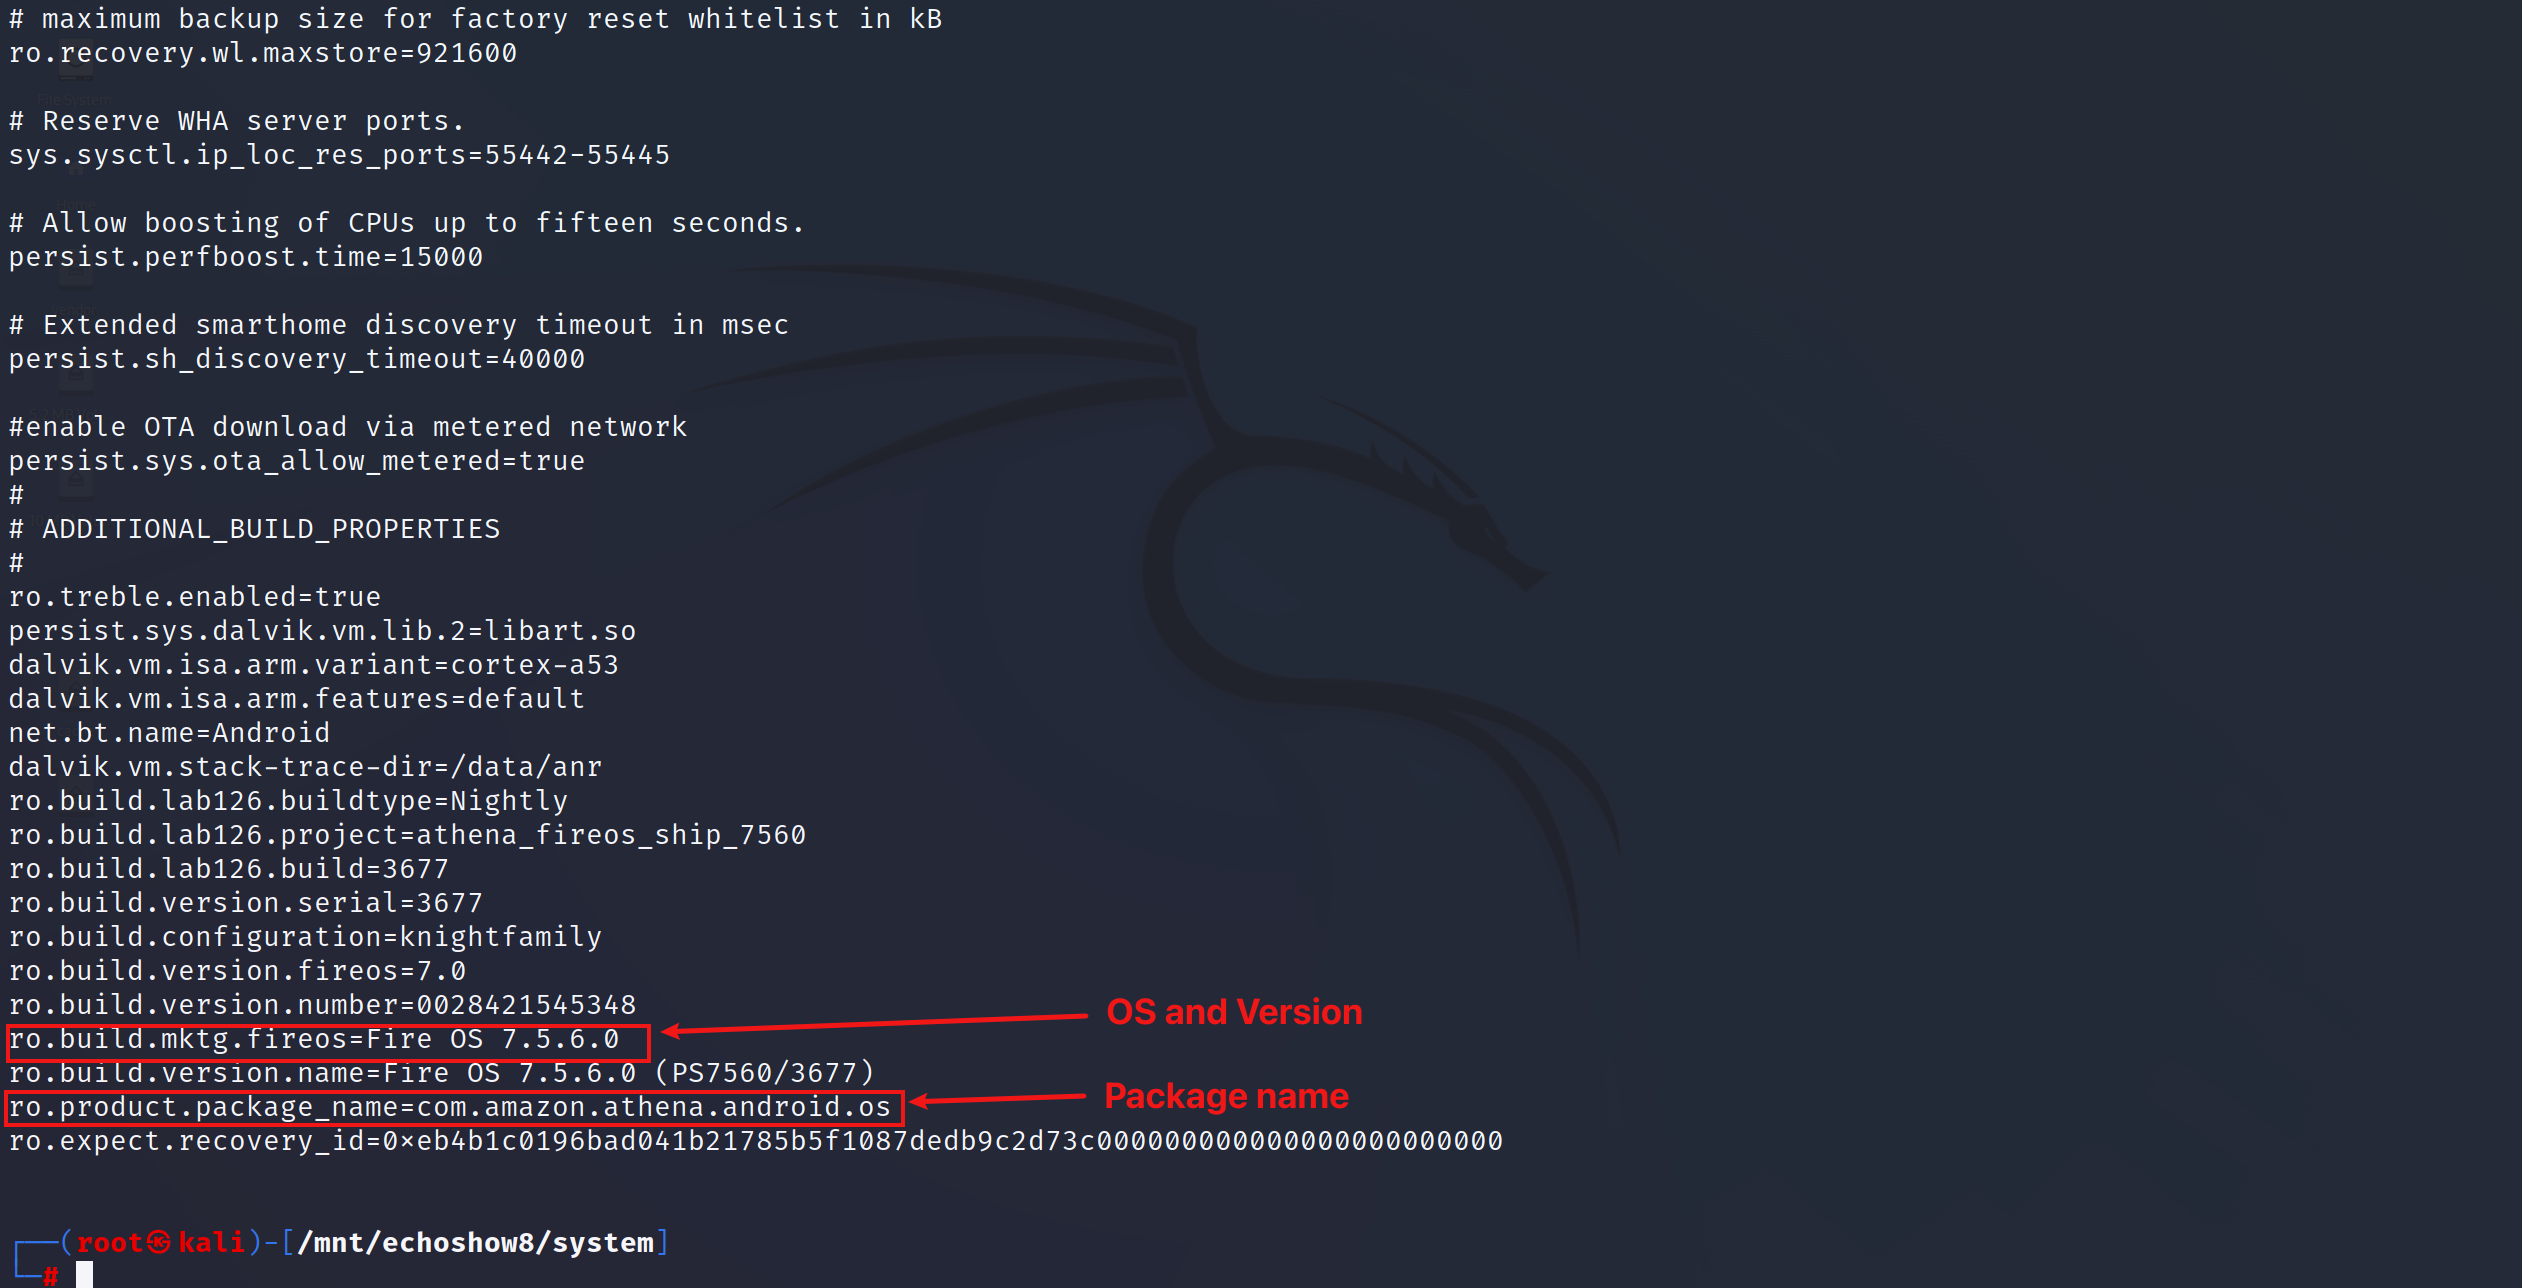 # maximum backup size for factory reset whitelist in kB
ro.recovery.wl.maxstore=921600
File System
# Reserve WHA server ports.
sys.sysctl.ip_loc_res_ports=55442-55445
Home
# Allow boosting of CPUs up to fifteen seconds.
persist.perfboost.time=15000
# Extended smarthome discovery timeout in msec
persist.sh_discovery_timeout=40000
#enable OTA download via metered network
persist.sys.ota_allow_metered=true
#
# ADDITIONAL_BUILD_PROPERTIES
#
ro.treble.enabled=true
persist.sys.dalvik.vm.lib.2=libart.so
dalvik.vm.isa.arm.variant=cortex-a53
dalvik.vm.isa.arm.features=default
net.bt.name=Android
dalvik.vm.stack-trace-dir=/data/anr
ro.build.lab126.buildtype=Nightly
ro.build.lab126.project=athena_fireos_ship_7560
ro.build.lab126.build=3677
ro.build.version.serial=3677
ro.build.configuration=knightfamily
ro.build.version.fireos=7.0
ro.build.version.number=0028421545348
OS and Version
ro.build.mktg.fireos=Fire OS 7.5.6.0
ro.build.version.name=Fire OS 7.5.6.0 (PS7560/3677)
Package name
ro.product.package_name=com.amazon.athena.android.os
ro.expect.recovery_id=0×eb4b1c0196bad041b21785b5f1087dedb9c2d73c000000000000000000000000
┌──(root㉿kali)-[/mnt/echoshow8/system]
└─#